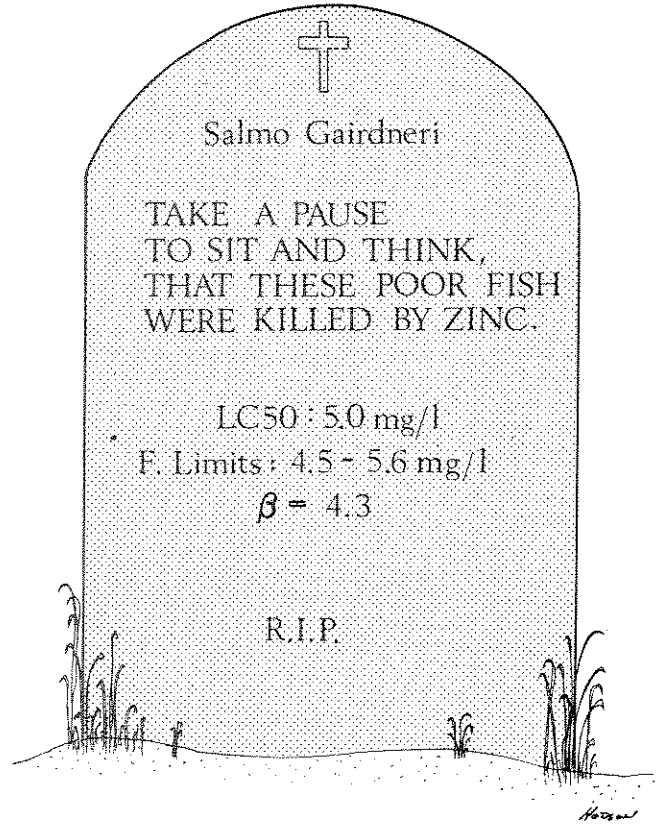 Salmo Gairdneri
TAKE A PAUSE
TO SIT AND THINK,
THAT THESE POOR FISH
WERE KILLED BY ZINC.
LC50 : 5.0 mg/l
F. Limits : 4.5 - 5.6 mg/l
β = 4.3
R.I.P.